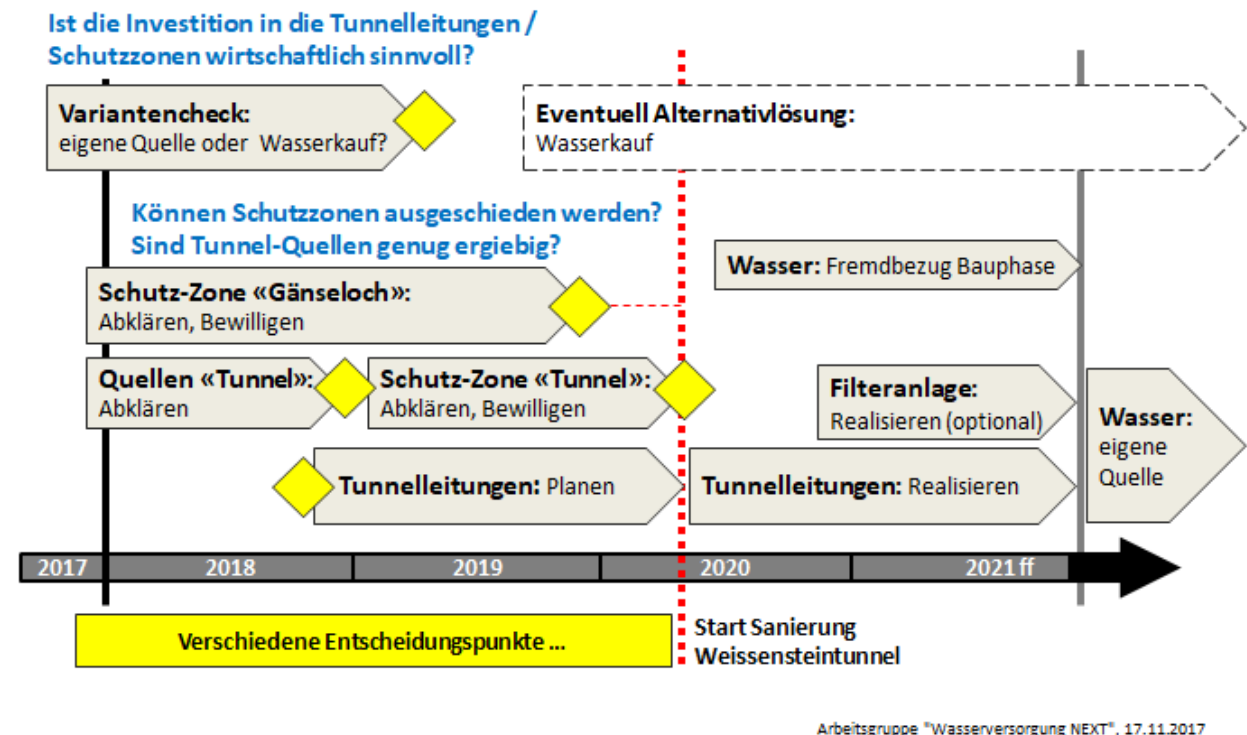 Ist die Investition in die Tunnelleitungen /
Schutzzonen wirtschaftlich sinnvoll?
Variantencheck:
eigene Quelle oder Wasserkauf?
Eventuell Alternativlösung:
Wasserkauf
Können Schutzzonen ausgeschieden werden?
Sind Tunnel-Quellen genug ergiebig?
Wasser: Fremdbezug Bauphase
Schutz-Zone «Gänseloch»:
Abklären, Bewilligen
Quellen «Tunnel»:
Abklären
Schutz-Zone «Tunnel»:
Abklären, Bewilligen
Filteranlage:
Realisieren (optional)
Wasser:
eigene
Quelle
Tunnelleitungen: Planen
Tunnelleitungen: Realisieren
2017 2018 2019 2020 2021 ff
Verschiedene Entscheidungspunkte ...
Start Sanierung
Weissensteintunnel
Arbeitsgruppe "Wasserversorgung NEXT", 17.11.2017